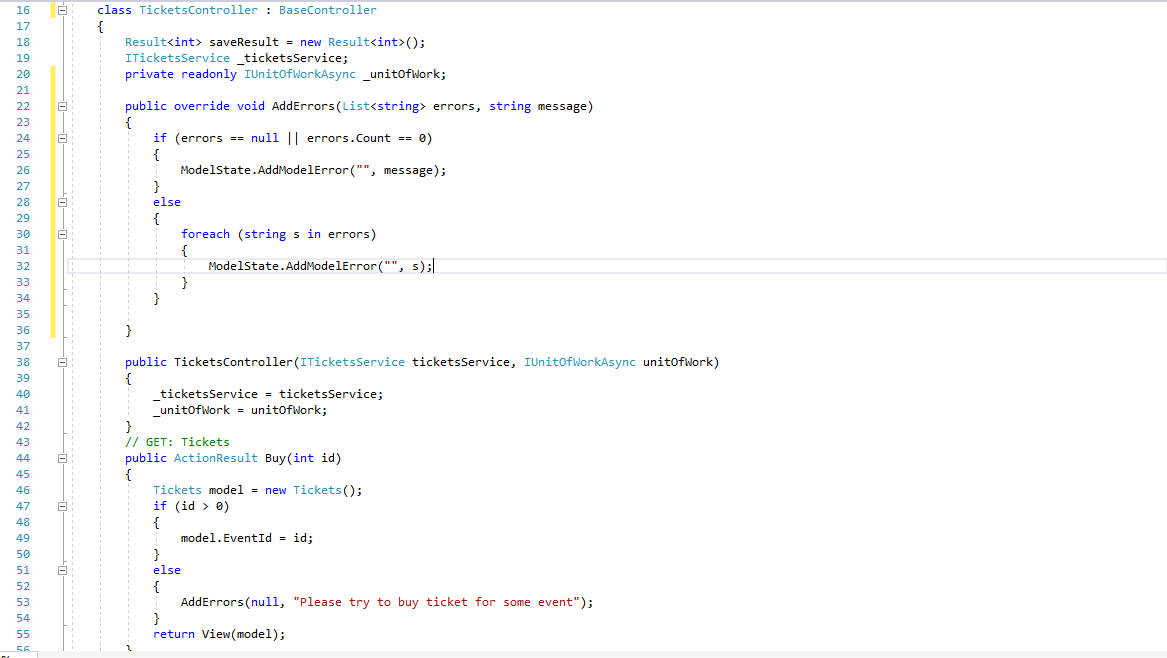 16 class TicketsController : BaseController
17 {
18 Result<int> saveResult = new Result<int>();
19 ITicketsService _ticketsService;
20 private readonly IUnitOfWorkAsync _unitOfWork;
21
22 public override void AddErrors(List<string> errors, string message)
23 {
24 if (errors == null || errors.Count == 0)
25 {
26 ModelState.AddModelError("", message);
27 }
28 else
29 {
30 foreach (string s in errors)
31 {
32 ModelState.AddModelError("", s);
33 }
34 }
35
36 }
37
38 public TicketsController(ITicketsService ticketsService, IUnitOfWorkAsync unitOfWork)
39 {
40 _ticketsService = ticketsService;
41 _unitOfWork = unitOfWork;
42 }
43 // GET: Tickets
44 public ActionResult Buy(int id)
45 {
46 Tickets model = new Tickets();
47 if (id > 0)
48 {
49 model.EventId = id;
50 }
51 else
52 {
53 AddErrors(null, "Please try to buy ticket for some event");
54 }
55 return View(model);
56 }